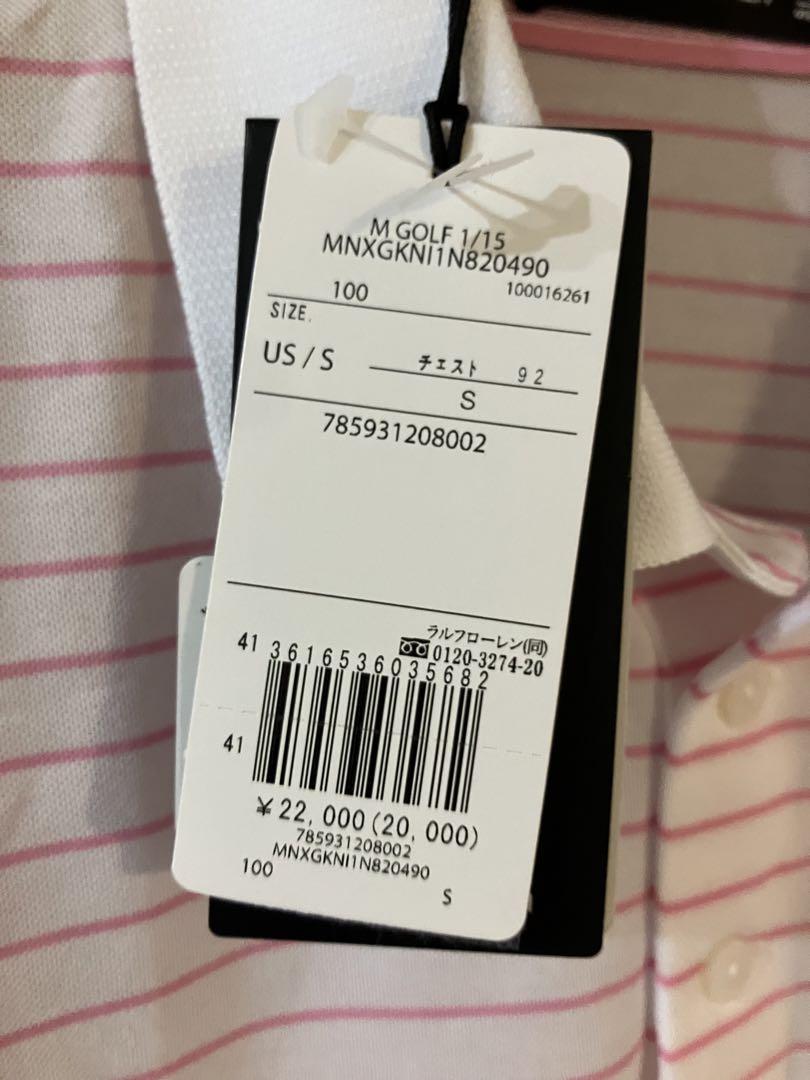 M GOLF 1/15
MNXGKNI1N820490
100 100016261
SIZE.
US/S チェスト 92
S
785931208002
ラルフローレン(同)
0120-3274-20
41 3616536035682
41
¥22,000(20,000)
785931208002
MNXGKNI1N820490
100
S